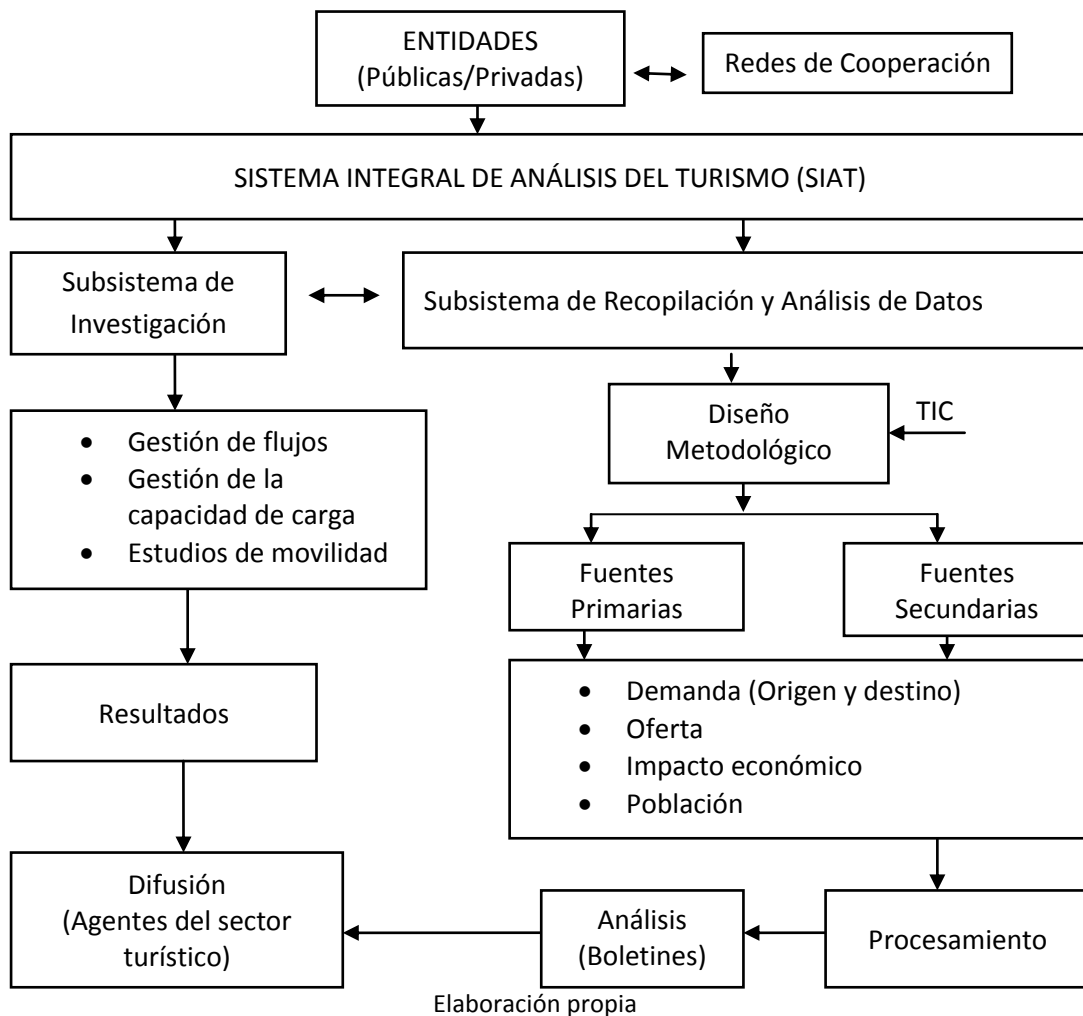 ENTIDADES
(Públicas/Privadas)
Redes de Cooperación
SISTEMA INTEGRAL DE ANÁLISIS DEL TURISMO (SIAT)
Subsistema de
Investigación
Subsistema de Recopilación y Análisis de Datos
• Gestión de flujos
• Gestión de la
capacidad de carga
• Estudios de movilidad
Diseño
Metodológico
TIC
Fuentes
Primarias
Fuentes
Secundarias
Resultados
• Demanda (Origen y destino)
• Oferta
• Impacto económico
• Población
Difusión
(Agentes del sector
turístico)
Análisis
(Boletines)
Procesamiento
Elaboración propia